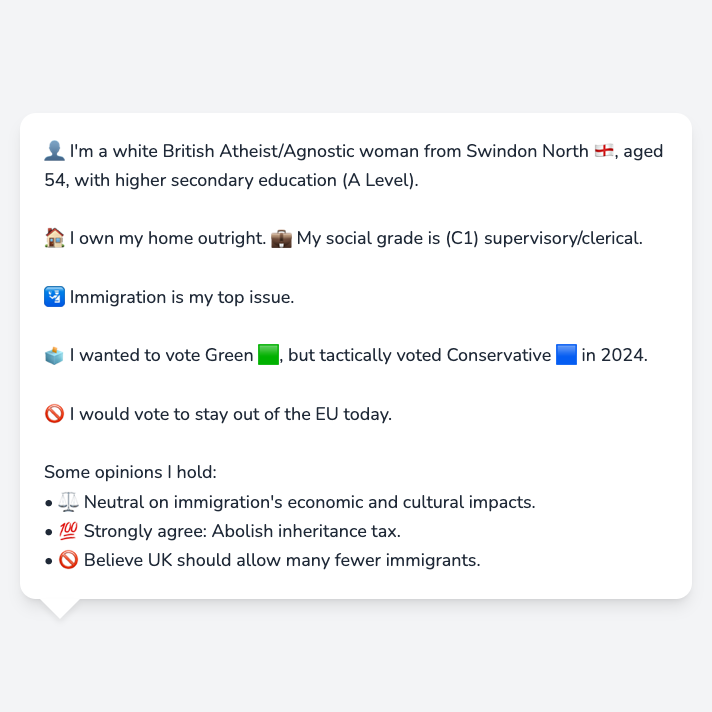 👤 I'm a white British Atheist/Agnostic woman from Swindon North 🏴󠁧󠁢󠁥󠁮󠁧󠁿, aged
54, with higher secondary education (A Level).
🏠 I own my home outright. 💼 My social grade is (C1) supervisory/clerical.
🛂 Immigration is my top issue.
🗳️ I wanted to vote Green 🟩, but tactically voted Conservative 🟦 in 2024.
🚫 I would vote to stay out of the EU today.
Some opinions I hold:
• ⚖️ Neutral on immigration's economic and cultural impacts.
• 💯 Strongly agree: Abolish inheritance tax.
• 🚫 Believe UK should allow many fewer immigrants.